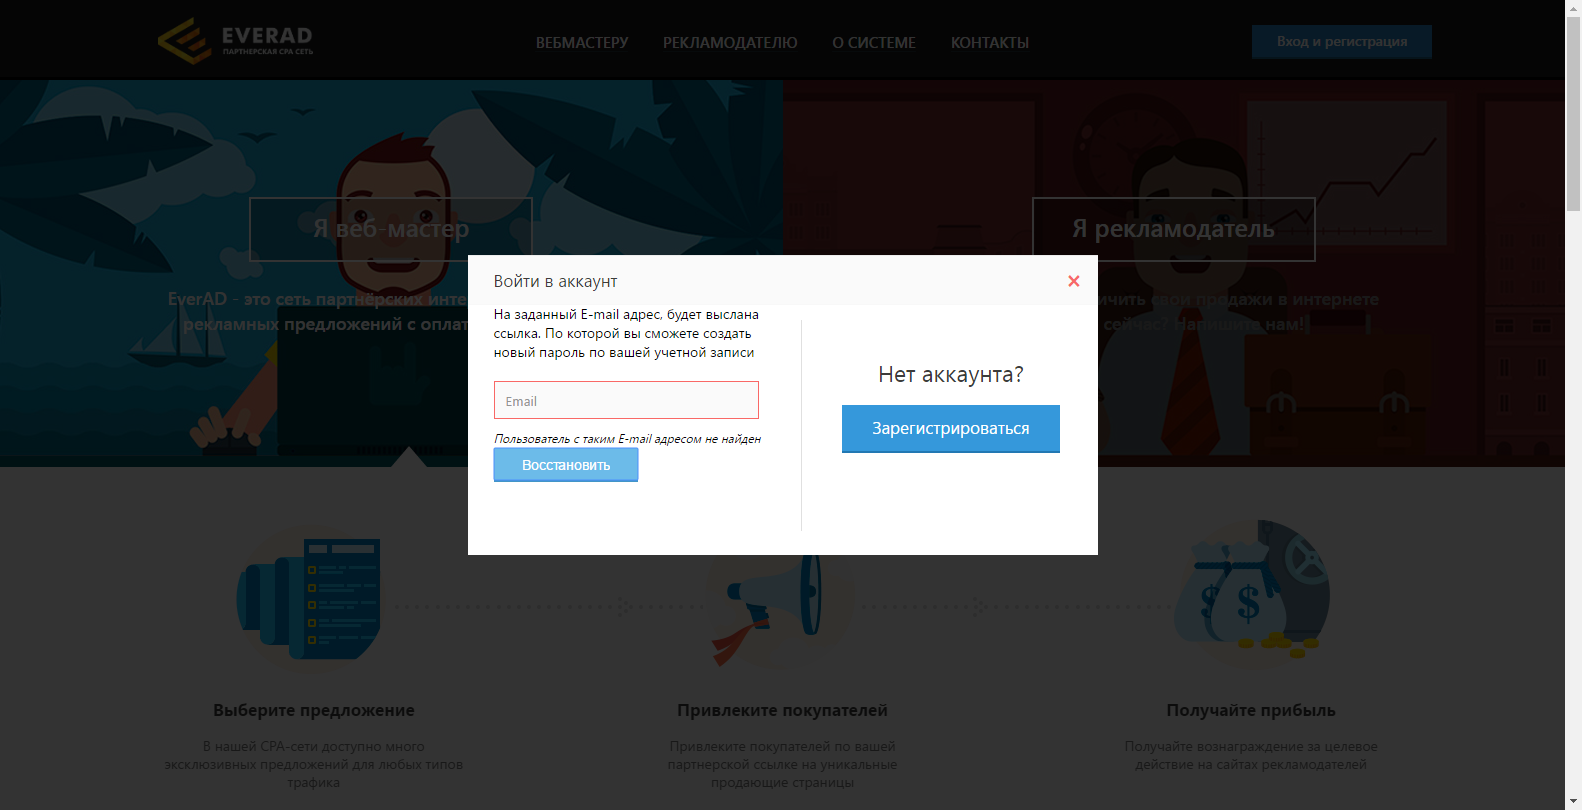 EVERAD
ПАРТНЕРСКАЯ CPA СЕТЬ
ВЕБМАСТЕРУ
РЕКЛАМОДАТЕЛЮ
О СИСТЕМЕ
КОНТАКТЫ
Вход и регистрация
Я веб-мастер
Я рекламодатель
EverAD - это сеть партнёрских инте
рекламных предложений с оплат
ичить свои продажи в интернете
сейчас? Напишите нам!
Войти в аккаунт
На заданный E-mail адрес, будет выслана
ссылка. По которой вы сможете создать
новый пароль по вашей учетной записи
Email
Пользователь с таким E-mail адресом не найден
Восстановить
Нет аккаунта?
Зарегистрироваться
$ $
Выберите предложение
В нашей CPA-сети доступно много
эксклюзивных предложений для любых типов
трафика
Привлеките покупателей
Привлеките покупателей по вашей
партнерской ссылке на уникальные
продающие страницы
Получайте прибыль
Получайте вознаграждение за целевое
действие на сайтах рекламодателей